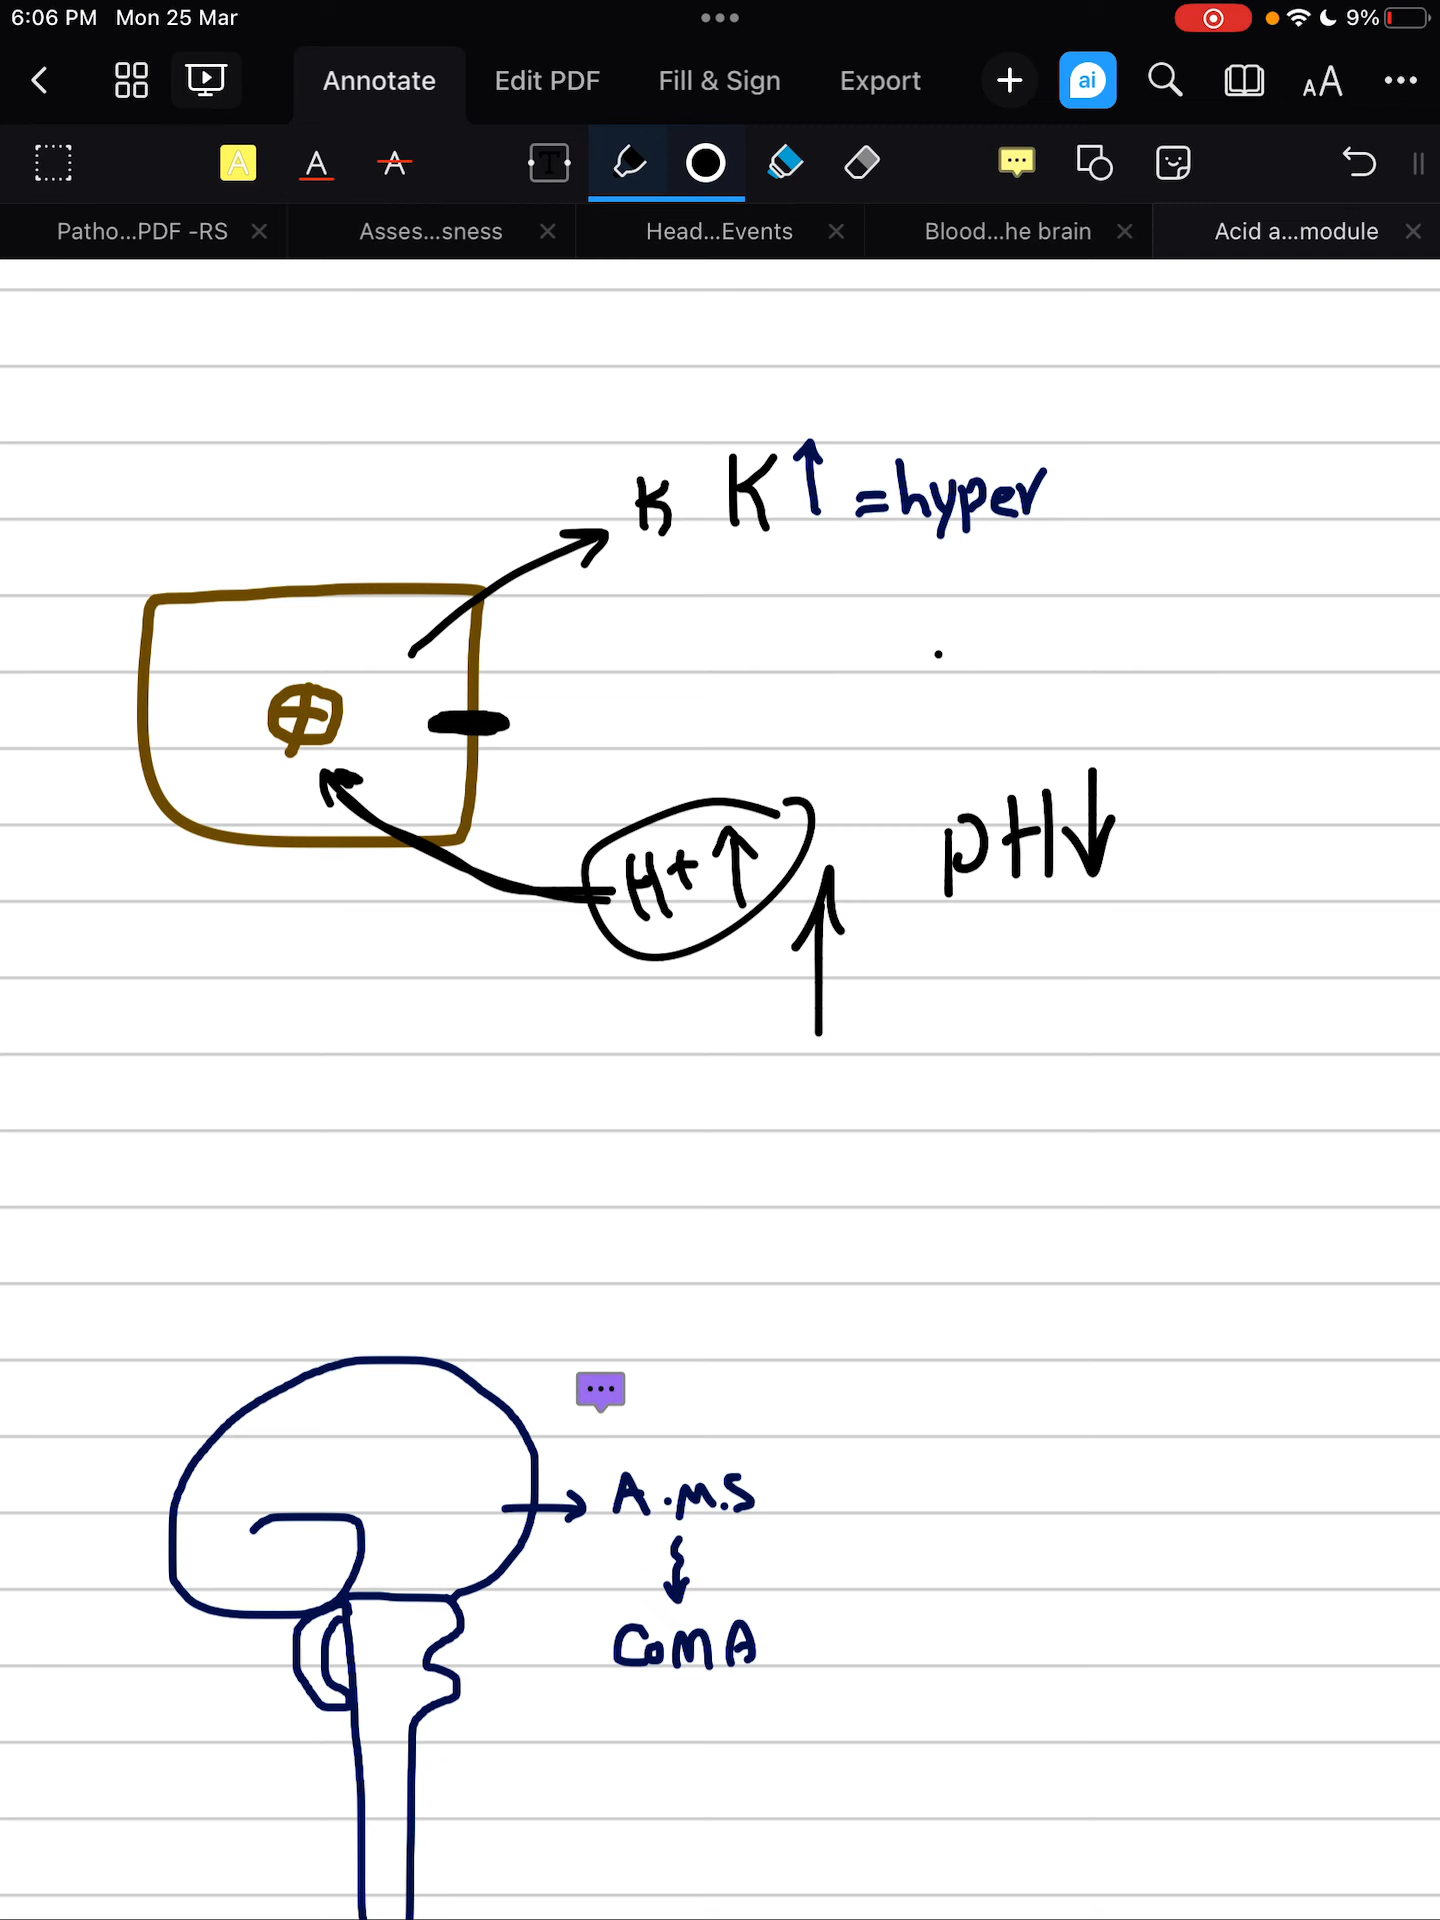 6:06 PM Mon 25 Mar
9%
Annotate Edit PDF Fill & Sign Export
ai
AA
A A A T
Patho...PDF -RS Asses...sness Head...Events Blood...he brain Acid a...module
K K↑ =hyper
H+ ↑ ↑ pH↓
A.M.S
↓
COMA